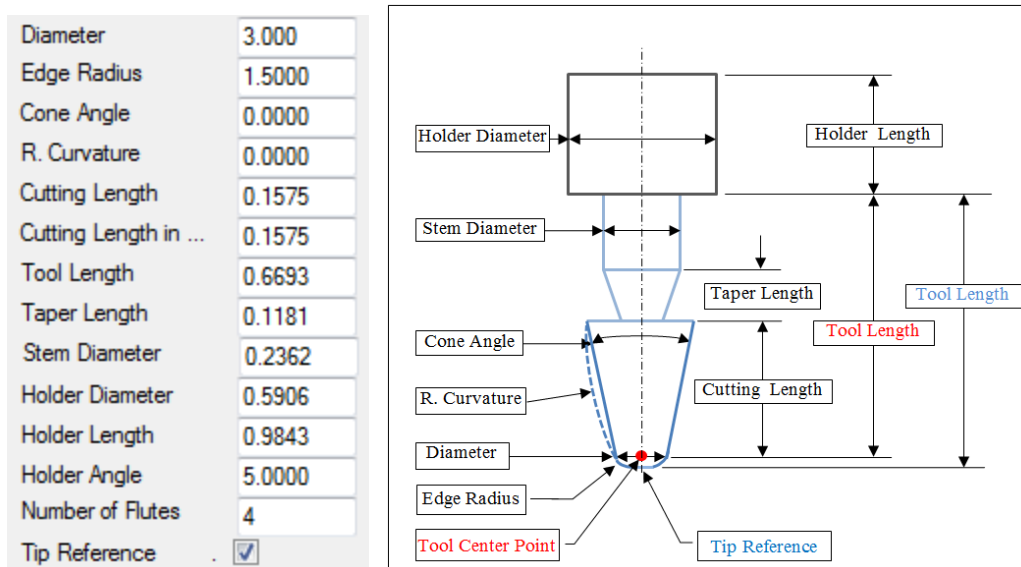 Diameter 3.000
Edge Radius 1.5000
Cone Angle 0.0000
R. Curvature 0.0000
Cutting Length 0.1575
Cutting Length in ... 0.1575
Tool Length 0.6693
Taper Length 0.1181
Stem Diameter 0.2362
Holder Diameter 0.5906
Holder Length 0.9843
Holder Angle 5.0000
Number of Flutes 4
Tip Reference .
Holder Diameter
Holder Length
Stem Diameter
Taper Length
Tool Length
Tool Length
Cone Angle
Cutting Length
R. Curvature
Diameter
Edge Radius
Tool Center Point
Tip Reference